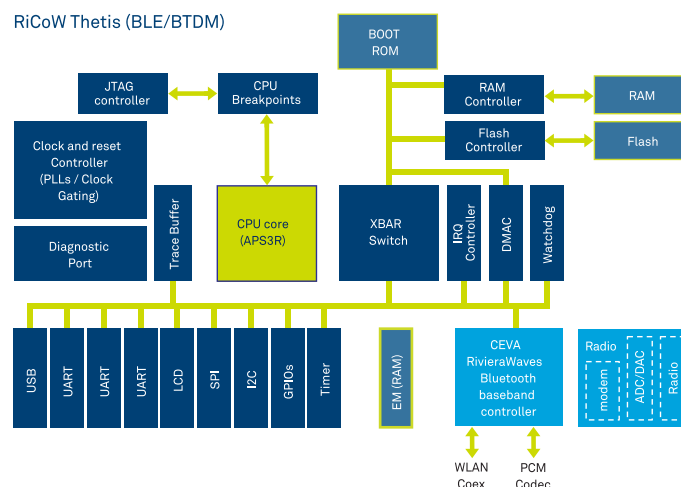 RiCoW Thetis (BLE/BTDM)
BOOT
ROM
JTAG
controller
CPU
Breakpoints
RAM
Controller
RAM
Flash
Controller
Flash
Clock and reset
Controller
(PLLs / Clock
Gating)
Diagnostic
Port
Trace Buffer
CPU core
(APS3R)
XBAR
Switch
IRQ
Controller
DMAC
Watchdog
USB
UART
UART
UART
LCD
SPI
I2C
GPIOs
Timer
EM (RAM)
CEVA
RivieraWaves
Bluetooth
baseband
controller
Radio
modem
ADC/DAC
Radio
WLAN
Coex
PCM
Codec